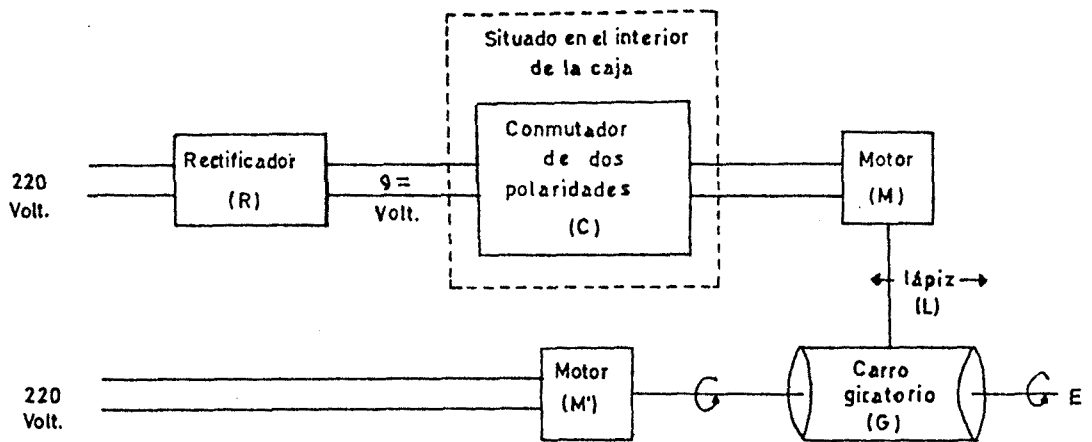 Situado en el interior
de la caja
Conmutador
de dos
polaridades
(C)
Rectificador
(R)
Motor
(M)
220
Volt.
9=
Volt.
lápiz
(L)
Motor
(M')
Carro
gicatorio
(G)
E
220
Volt.